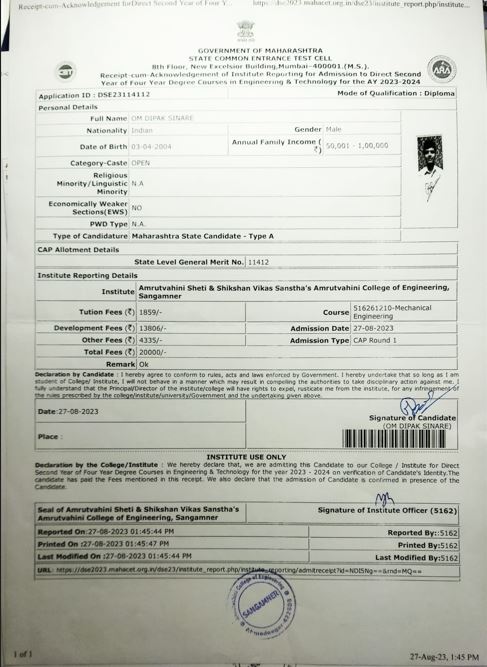 Receipt-cum-Acknowledgement forDirect Second Year of Four Y... https://dse2023.mahacet.org.in/dse23/institute_report.php/institute...
GOVERNMENT OF MAHARASHTRA
STATE COMMON ENTRANCE TEST CELL
8th Floor, New Excelsior Building,Mumbai-400001.(M.S.).
Receipt-cum-Acknowledgement of Institute Reporting for Admission to Direct Second
Year of Four Year Degree Courses in Engineering & Technology for the AY 2023-2024
ARA
Application ID : DSE23114112 Mode of Qualification : Diploma
Personal Details
Full Name OM DIPAK SINARE
Nationality Indian Gender Male
Date of Birth 03-04-2004 Annual Family Income ( ₹) 50,001 - 1,00,000
Category-Caste OPEN
Religious
Minority/Linguistic N.A
Minority
Economically Weaker
Sections(EWS) NO
PWD Type N.A.
Type of Candidature Maharashtra State Candidate - Type A
CAP Allotment Details
State Level General Merit No. 11412
Institute Reporting Details
Institute Amrutvahini Sheti & Shikshan Vikas Sanstha's Amrutvahini College of Engineering,
Sangamner
Tution Fees (₹) 1859/- Course 516261210-Mechanical
Engineering
Development Fees (₹) 13806/- Admission Date 27-08-2023
Other Fees (₹) 4335/- Admission Type CAP Round 1
Total Fees (₹) 20000/-
Remark Ok
Declaration by Candidate : I hereby agree to conform to rules, acts and laws enforced by Government. I hereby undertake that so long as I am
student of College/ Institute, I will not behave in a manner which may result in compelling the authorities to take disciplinary action against me. I
fully understand that the Principal/Director of the institute/college will have rights to expel, rusticate me from the institute, for any infringement of
the rules prescribed by the college/institute/university/Government and the undertaking given above.
Date:27-08-2023
Signature of Candidate
(OM DIPAK SINARE)
Place :
INSTITUTE USE ONLY
Declaration by the College/Institute : We hereby declare that, we are admitting this Candidate to our College / Institute for Direct
Second Year of Four Year Degree Courses in Engineering & Technology for the year 2023 - 2024 on verification of Candidate's Identity.The
candidate has paid the Fees mentioned in this receipt. We also declare that the admission of Candidate is confirmed in presence of the
Candidate.
Seal of Amrutvahini Sheti & Shikshan Vikas Sanstha's Signature of Institute Officer (5162)
Amrutvahini College of Engineering, Sangamner
Reported On:27-08-2023 01:45:44 PM Reported By::5162
Printed On :27-08-2023 01:45:47 PM Printed By:5162
Last Modified On :27-08-2023 01:45:44 PM Last Modified By:5162
URL: https://dse2023.mahacet.org.in/dse23/institute_report.php/institute_reporting/admitreceipt?id=NDI5Ng==&rnd=MQ==
SANGAMNER
1 of 1 27-Aug-23, 1:45 PM